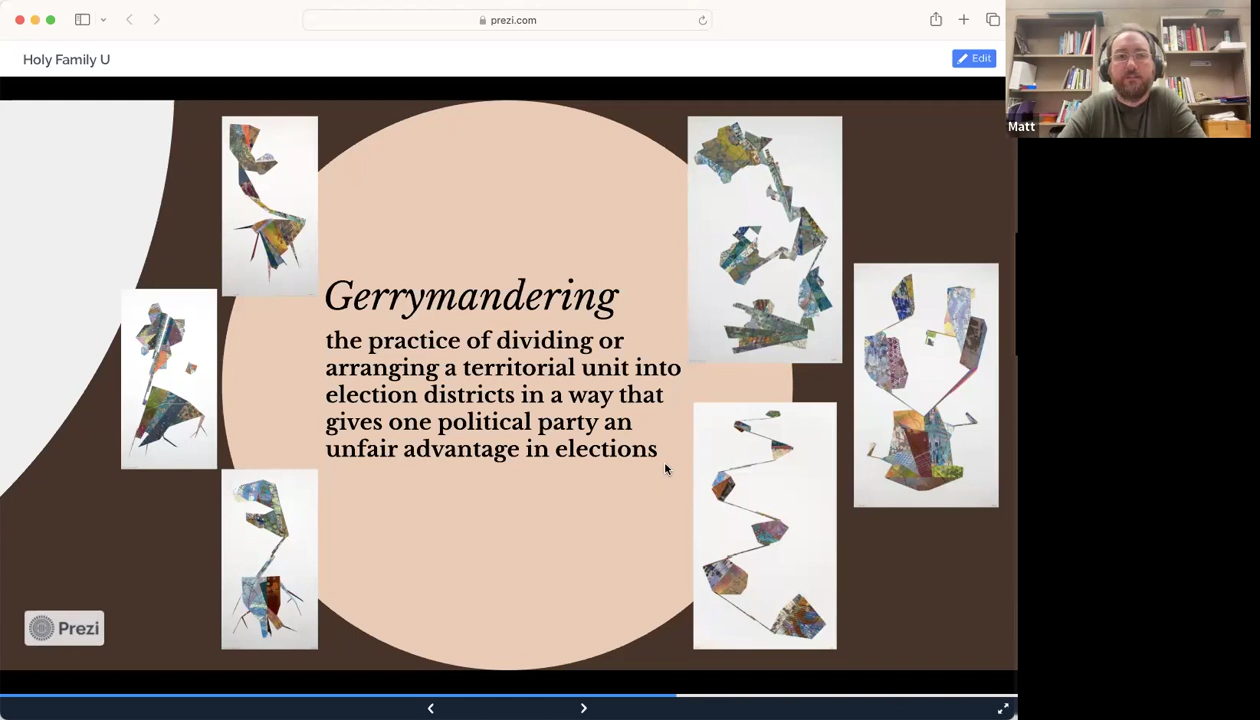 prezi.com
Holy Family U
Edit
Matt
Gerrymandering
the practice of dividing or
arranging a territorial unit into
election districts in a way that
gives one political party an
unfair advantage in elections
Prezi